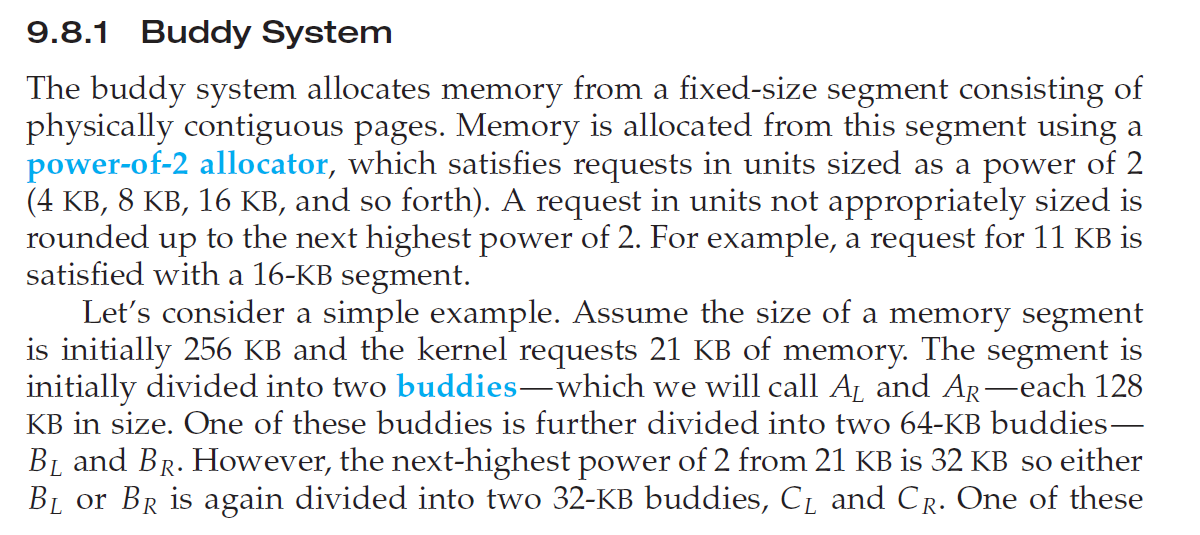 9.8.1 Buddy System
The buddy system allocates memory from a fixed-size segment consisting of
physically contiguous pages. Memory is allocated from this segment using a
power-of-2 allocator, which satisfies requests in units sized as a power of 2
(4 KB, 8 KB, 16 KB, and so forth). A request in units not appropriately sized is
rounded up to the next highest power of 2. For example, a request for 11 KB is
satisfied with a 16-KB segment.
Let's consider a simple example. Assume the size of a memory segment
is initially 256 KB and the kernel requests 21 KB of memory. The segment is
initially divided into two buddies—which we will call AL and AR—each 128
KB in size. One of these buddies is further divided into two 64-KB buddies—
BL and BR. However, the next-highest power of 2 from 21 KB is 32 KB so either
BL or BR is again divided into two 32-KB buddies, CL and CR. One of these